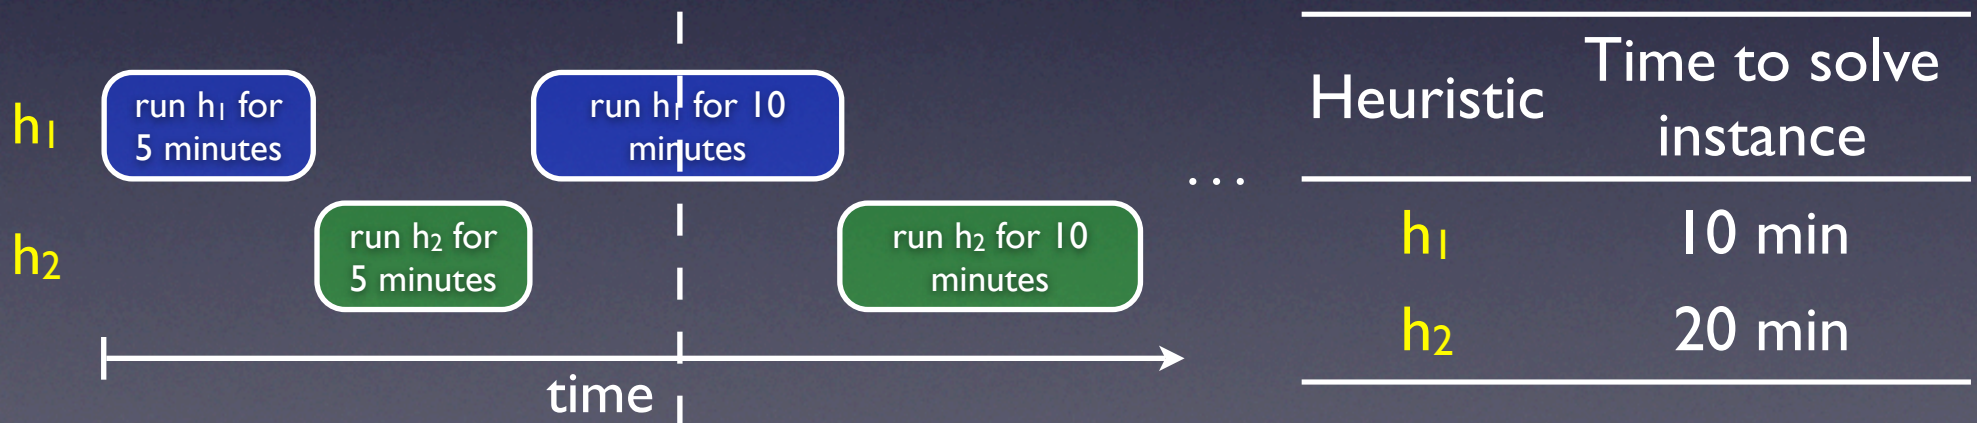 h₁
run h₁ for
5 minutes
run h₁ for 10
minutes
h₂
run h₂ for
5 minutes
run h₂ for 10
minutes
...
time
Heuristic
Time to solve
instance
h₁ 10 min
h₂ 20 min